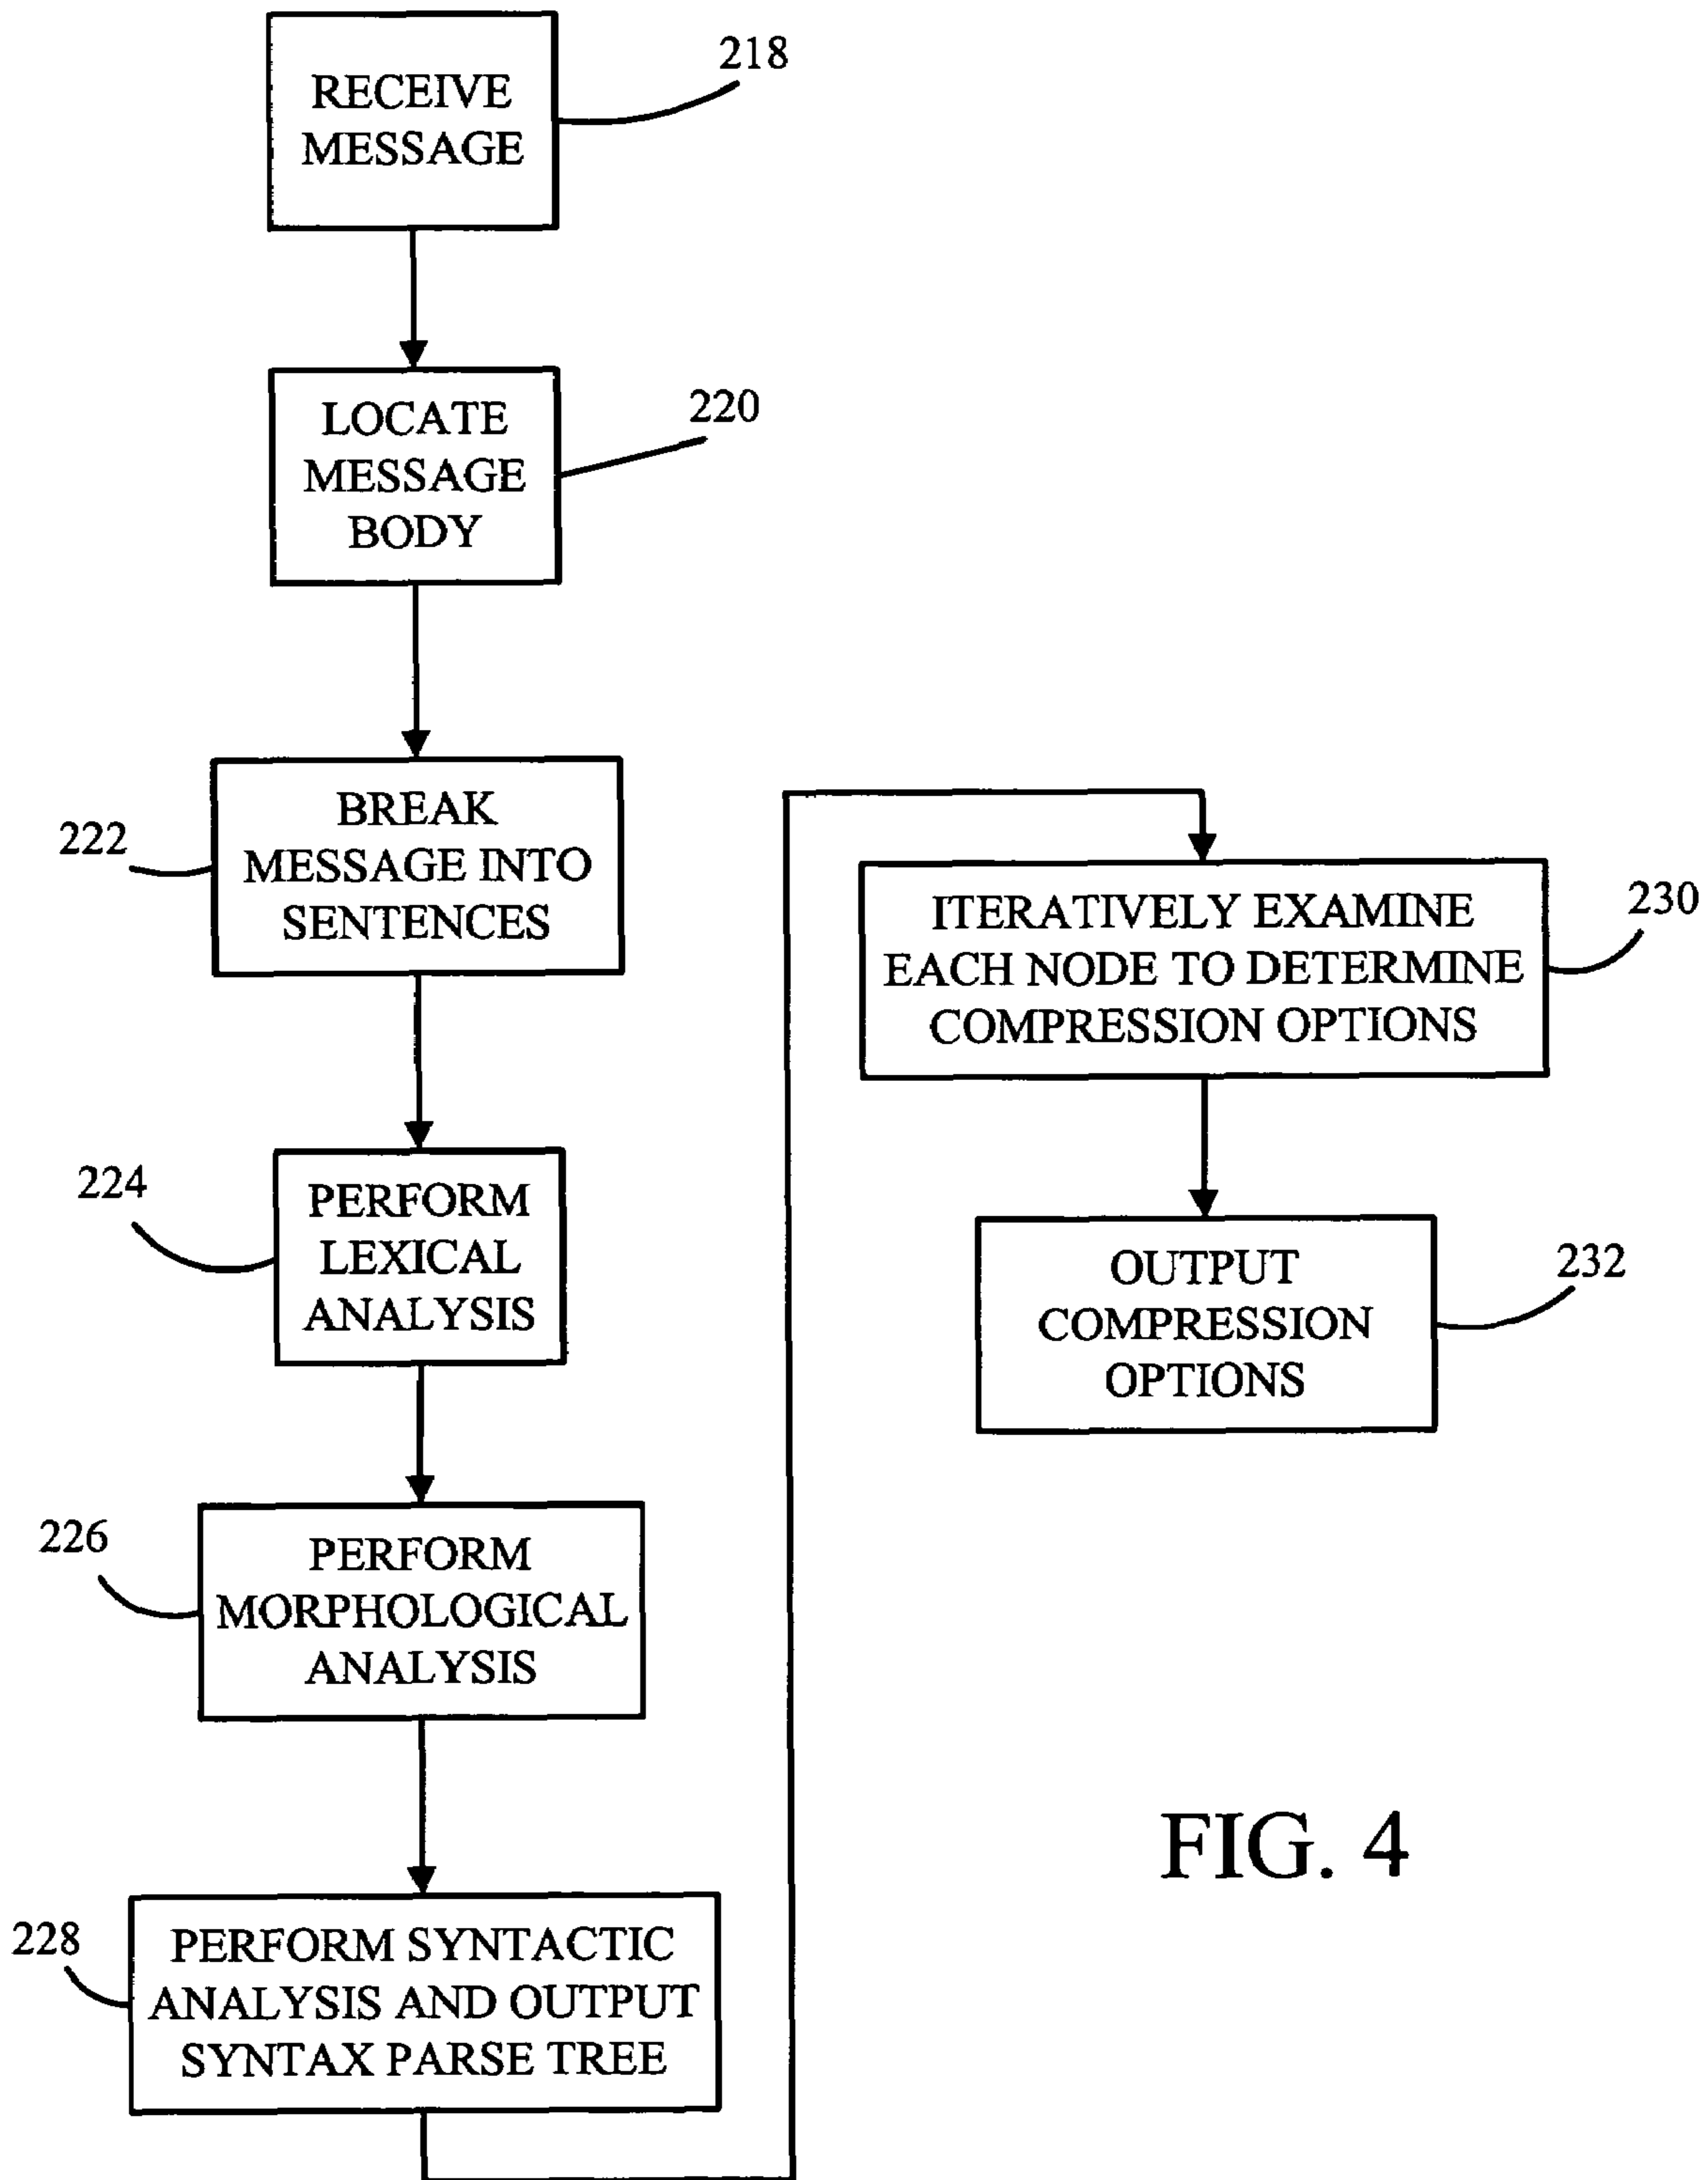 RECEIVE
MESSAGE
218
LOCATE
MESSAGE
BODY
220
BREAK
MESSAGE INTO
SENTENCES
222
PERFORM
LEXICAL
ANALYSIS
224
PERFORM
MORPHOLOGICAL
ANALYSIS
226
PERFORM SYNTACTIC
ANALYSIS AND OUTPUT
SYNTAX PARSE TREE
228
ITERATIVELY EXAMINE
EACH NODE TO DETERMINE
COMPRESSION OPTIONS
230
OUTPUT
COMPRESSION
OPTIONS
232
FIG. 4